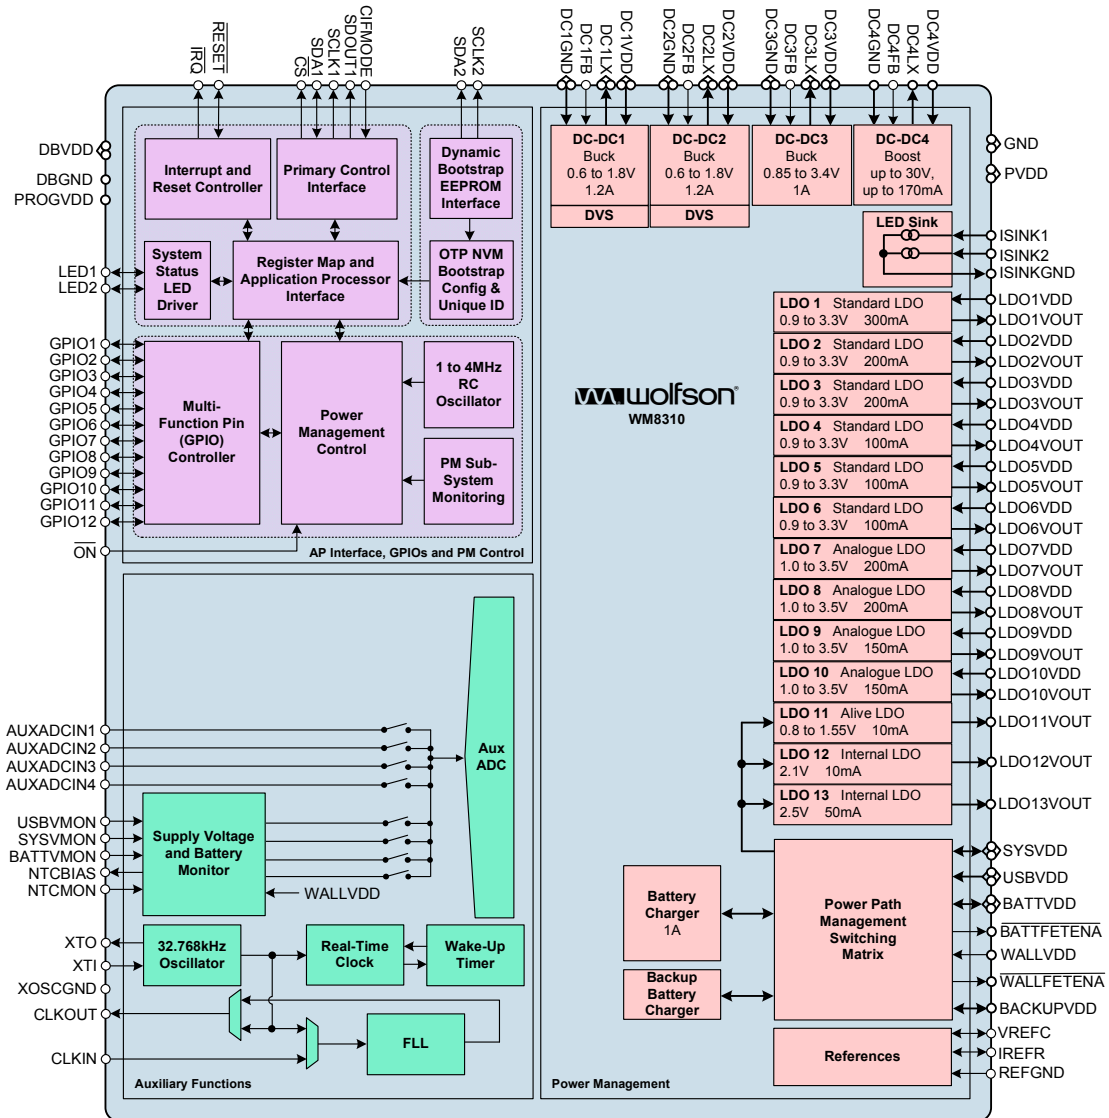 RESET
IRQ
CS
SDA1
SCLK1
SDOUT1
CIFMODE
SDA2
SCLK2
DC1GND
DC1FB
DC1LX
DC1VDD
DC2GND
DC2FB
DC2LX
DC2VDD
DC3GND
DC3FB
DC3LX
DC3VDD
DC4GND
DC4FB
DC4LX
DC4VDD
DBVDD
DBGND
PROGVDD
LED1
LED2
GPIO1
GPIO2
GPIO3
GPIO4
GPIO5
GPIO6
GPIO7
GPIO8
GPIO9
GPIO10
GPIO11
GPIO12
ON
Interrupt and
Reset Controller
Primary Control
Interface
Dynamic
Bootstrap
EEPROM
Interface
System
Status
LED
Driver
Register Map and
Application Processor
Interface
OTP NVM
Bootstrap
Config &
Unique ID
Multi-
Function Pin
(GPIO)
Controller
Power
Management
Control
1 to 4MHz
RC
Oscillator
PM Sub-
System
Monitoring
AP Interface, GPIOs and PM Control
AUXADCIN1
AUXADCIN2
AUXADCIN3
AUXADCIN4
USBVMON
SYSVMON
BATTVMON
NTCBIAS
NTCMON
XTO
XTI
XOSCGND
CLKOUT
CLKIN
Aux
ADC
Supply Voltage
and Battery
Monitor
WALLVDD
32.768kHz
Oscillator
Real-Time
Clock
Wake-Up
Timer
FLL
Auxiliary Functions
DC-DC1
Buck
0.6 to 1.8V
1.2A
DVS
DC-DC2
Buck
0.6 to 1.8V
1.2A
DVS
DC-DC3
Buck
0.85 to 3.4V
1A
DC-DC4
Boost
up to 30V,
up to 170mA
LED Sink
wolfson®
WM8310
LDO 1 Standard LDO
0.9 to 3.3V 300mA
LDO 2 Standard LDO
0.9 to 3.3V 200mA
LDO 3 Standard LDO
0.9 to 3.3V 200mA
LDO 4 Standard LDO
0.9 to 3.3V 100mA
LDO 5 Standard LDO
0.9 to 3.3V 100mA
LDO 6 Standard LDO
0.9 to 3.3V 100mA
LDO 7 Analogue LDO
1.0 to 3.5V 200mA
LDO 8 Analogue LDO
1.0 to 3.5V 200mA
LDO 9 Analogue LDO
1.0 to 3.5V 150mA
LDO 10 Analogue LDO
1.0 to 3.5V 150mA
LDO 11 Alive LDO
0.8 to 1.55V 10mA
LDO 12 Internal LDO
2.1V 10mA
LDO 13 Internal LDO
2.5V 50mA
Battery
Charger
1A
Backup
Battery
Charger
Power Path
Management
Switching
Matrix
References
Power Management
GND
PVDD
ISINK1
ISINK2
ISINKGND
LDO1VDD
LDO1VOUT
LDO2VDD
LDO2VOUT
LDO3VDD
LDO3VOUT
LDO4VDD
LDO4VOUT
LDO5VDD
LDO5VOUT
LDO6VDD
LDO6VOUT
LDO7VDD
LDO7VOUT
LDO8VDD
LDO8VOUT
LDO9VDD
LDO9VOUT
LDO10VDD
LDO10VOUT
LDO11VOUT
LDO12VOUT
LDO13VOUT
SYSVDD
USBVDD
BATTVDD
BATTFETENA
WALLVDD
WALLFETENA
BACKUPVDD
VREFC
IREFR
REFGND